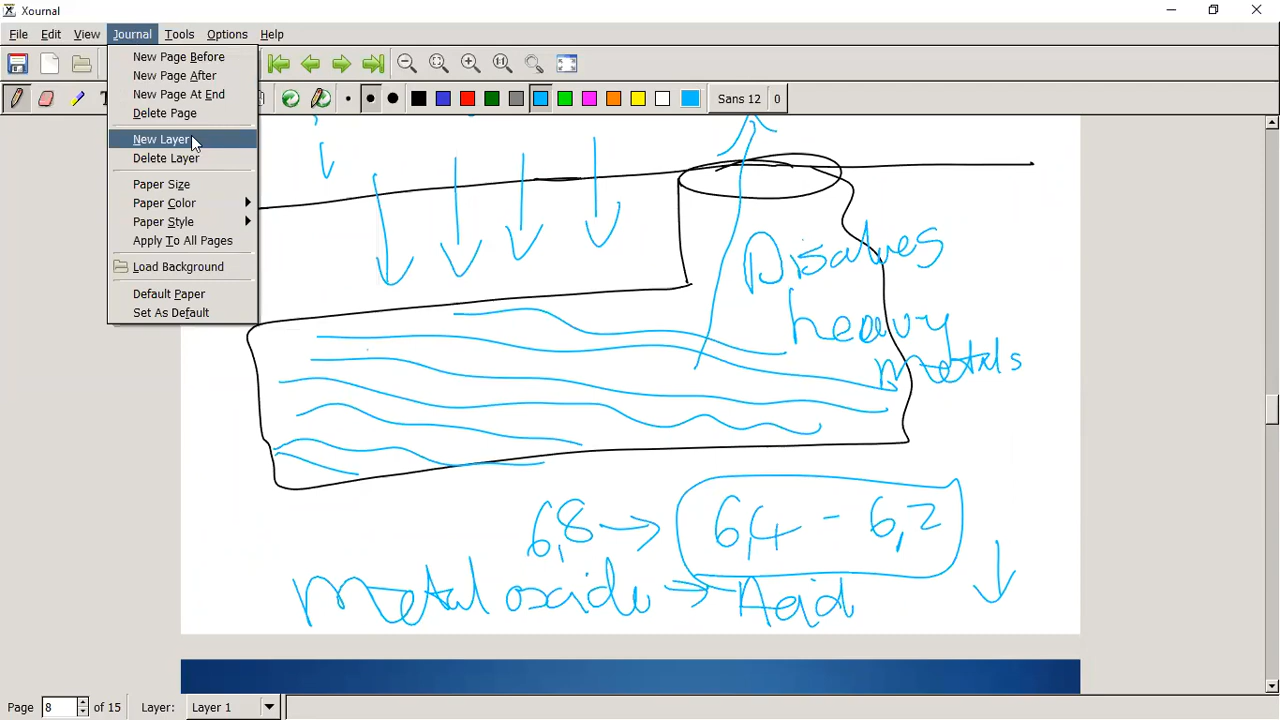 Xournal
File Edit View Journal Tools Options Help
New Page Before
New Page After
New Page At End
Delete Page
New Layer
Delete Layer
Paper Size
Paper Color
Paper Style
Apply To All Pages
Load Background
Default Paper
Set As Default
T
Sans 12 0
Disalves
heavy
metals
6,8 → 6,4 - 6,2
Metal oxide → Acid
Page 8 of 15 Layer: Layer 1